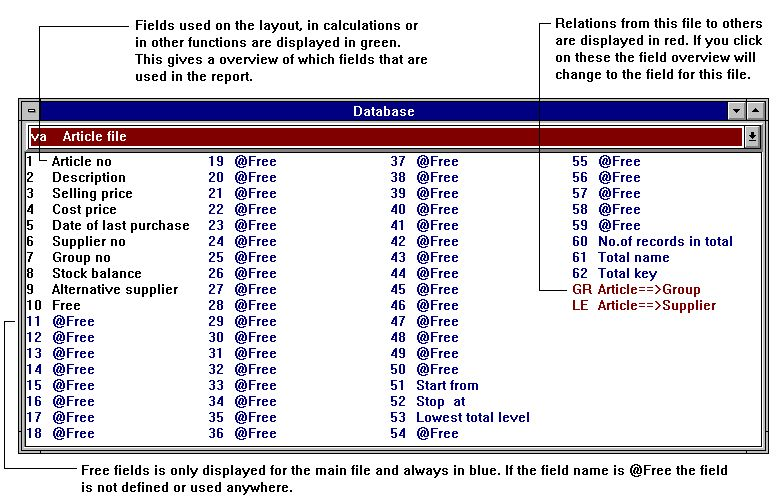 Fields used on the layout, in calculations or
in other functions are displayed in green.
This gives a overview of which fields that are
used in the report.
Relations from this file to others
are displayed in red. If you click
on these the field overview will
change to the field for this file.
Database
va Article file
1 Article no
2 Description
3 Selling price
4 Cost price
5 Date of last purchase
6 Supplier no
7 Group no
8 Stock balance
9 Alternative supplier
10 Free
11 @Free
12 @Free
13 @Free
14 @Free
15 @Free
16 @Free
17 @Free
18 @Free
19 @Free
20 @Free
21 @Free
22 @Free
23 @Free
24 @Free
25 @Free
26 @Free
27 @Free
28 @Free
29 @Free
30 @Free
31 @Free
32 @Free
33 @Free
34 @Free
35 @Free
36 @Free
37 @Free
38 @Free
39 @Free
40 @Free
41 @Free
42 @Free
43 @Free
44 @Free
45 @Free
46 @Free
47 @Free
48 @Free
49 @Free
50 @Free
51 Start from
52 Stop at
53 Lowest total level
54 @Free
55 @Free
56 @Free
57 @Free
58 @Free
59 @Free
60 No.of records in total
61 Total name
62 Total key
GR Article==>Group
LE Article==>Supplier
Free fields is only displayed for the main file and always in blue. If the field name is @Free the field
is not defined or used anywhere.